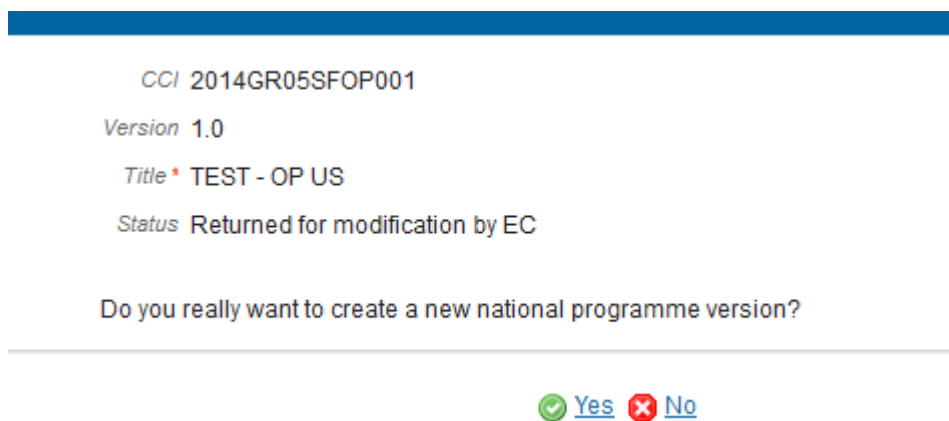 CCI 2014GR05SFOP001
Version 1.0
Title * TEST - OP US
Status Returned for modification by EC
Do you really want to create a new national programme version?
Yes No